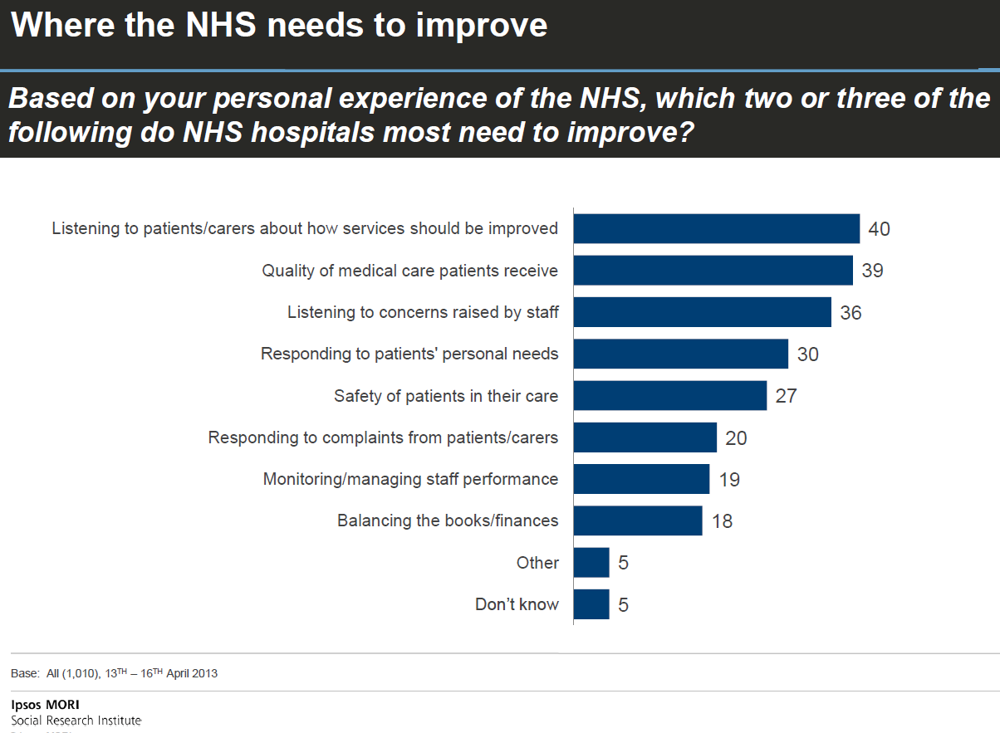 Where the NHS needs to improve
Based on your personal experience of the NHS, which two or three of the
following do NHS hospitals most need to improve?
Listening to patients/carers about how services should be improved 40
Quality of medical care patients receive 39
Listening to concerns raised by staff 36
Responding to patients' personal needs 30
Safety of patients in their care 27
Responding to complaints from patients/carers 20
Monitoring/managing staff performance 19
Balancing the books/finances 18
Other 5
Don’t know 5
Base: All (1,010), 13TH – 16TH April 2013
Ipsos MORI
Social Research Institute